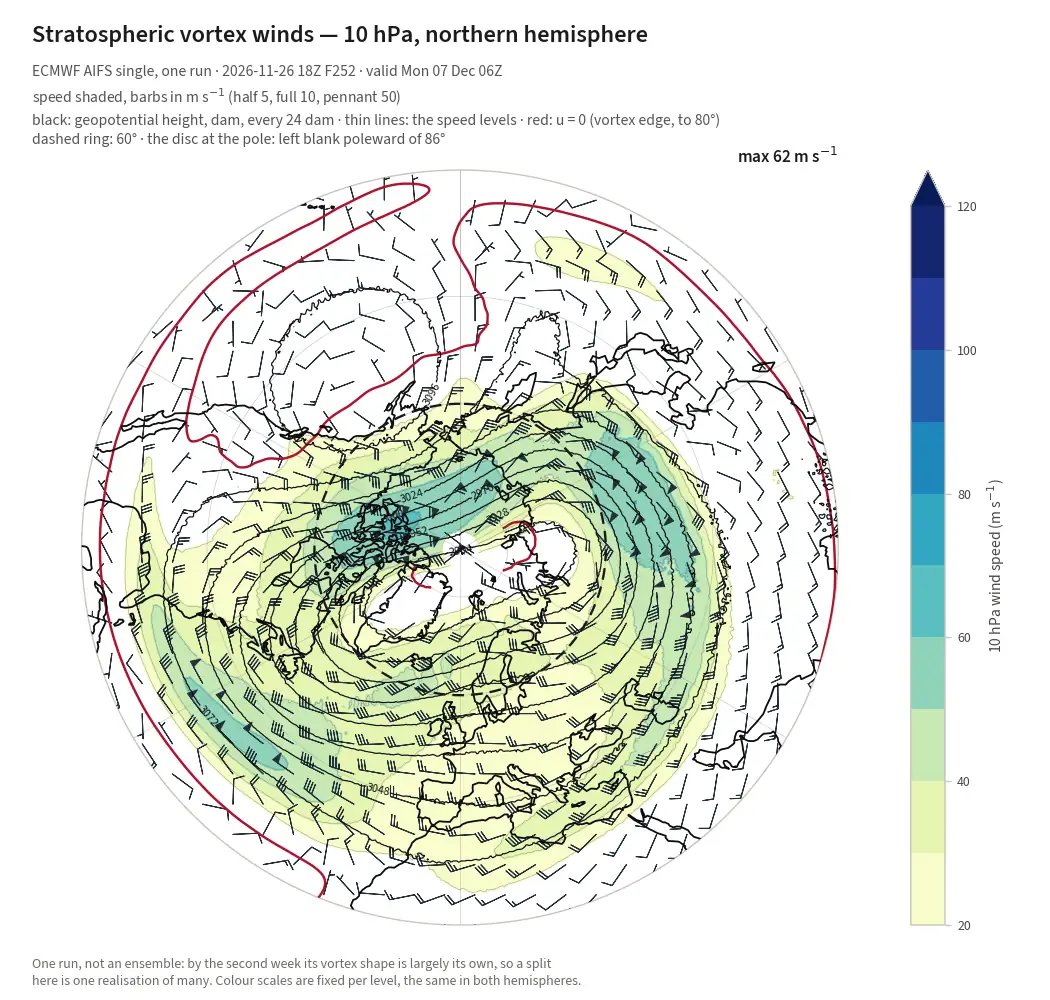 Stratospheric vortex winds — 10 hPa, northern hemisphere
ECMWF AIFS single, one run · 2026-11-26 18Z F252 · valid Mon 07 Dec 06Z
speed shaded, barbs in m s⁻¹ (half 5, full 10, pennant 50)
black: geopotential height, dam, every 24 dam · thin lines: the speed levels · red: u = 0 (vortex edge, to 80°)
dashed ring: 60° · the disc at the pole: left blank poleward of 86°
max 62 m s⁻¹
120
100
80
60
40
20
10 hPa wind speed (m s⁻¹)
3096
3024
3072
3048
One run, not an ensemble: by the second week its vortex shape is largely its own, so a split
here is one realisation of many. Colour scales are fixed per level, the same in both hemispheres.